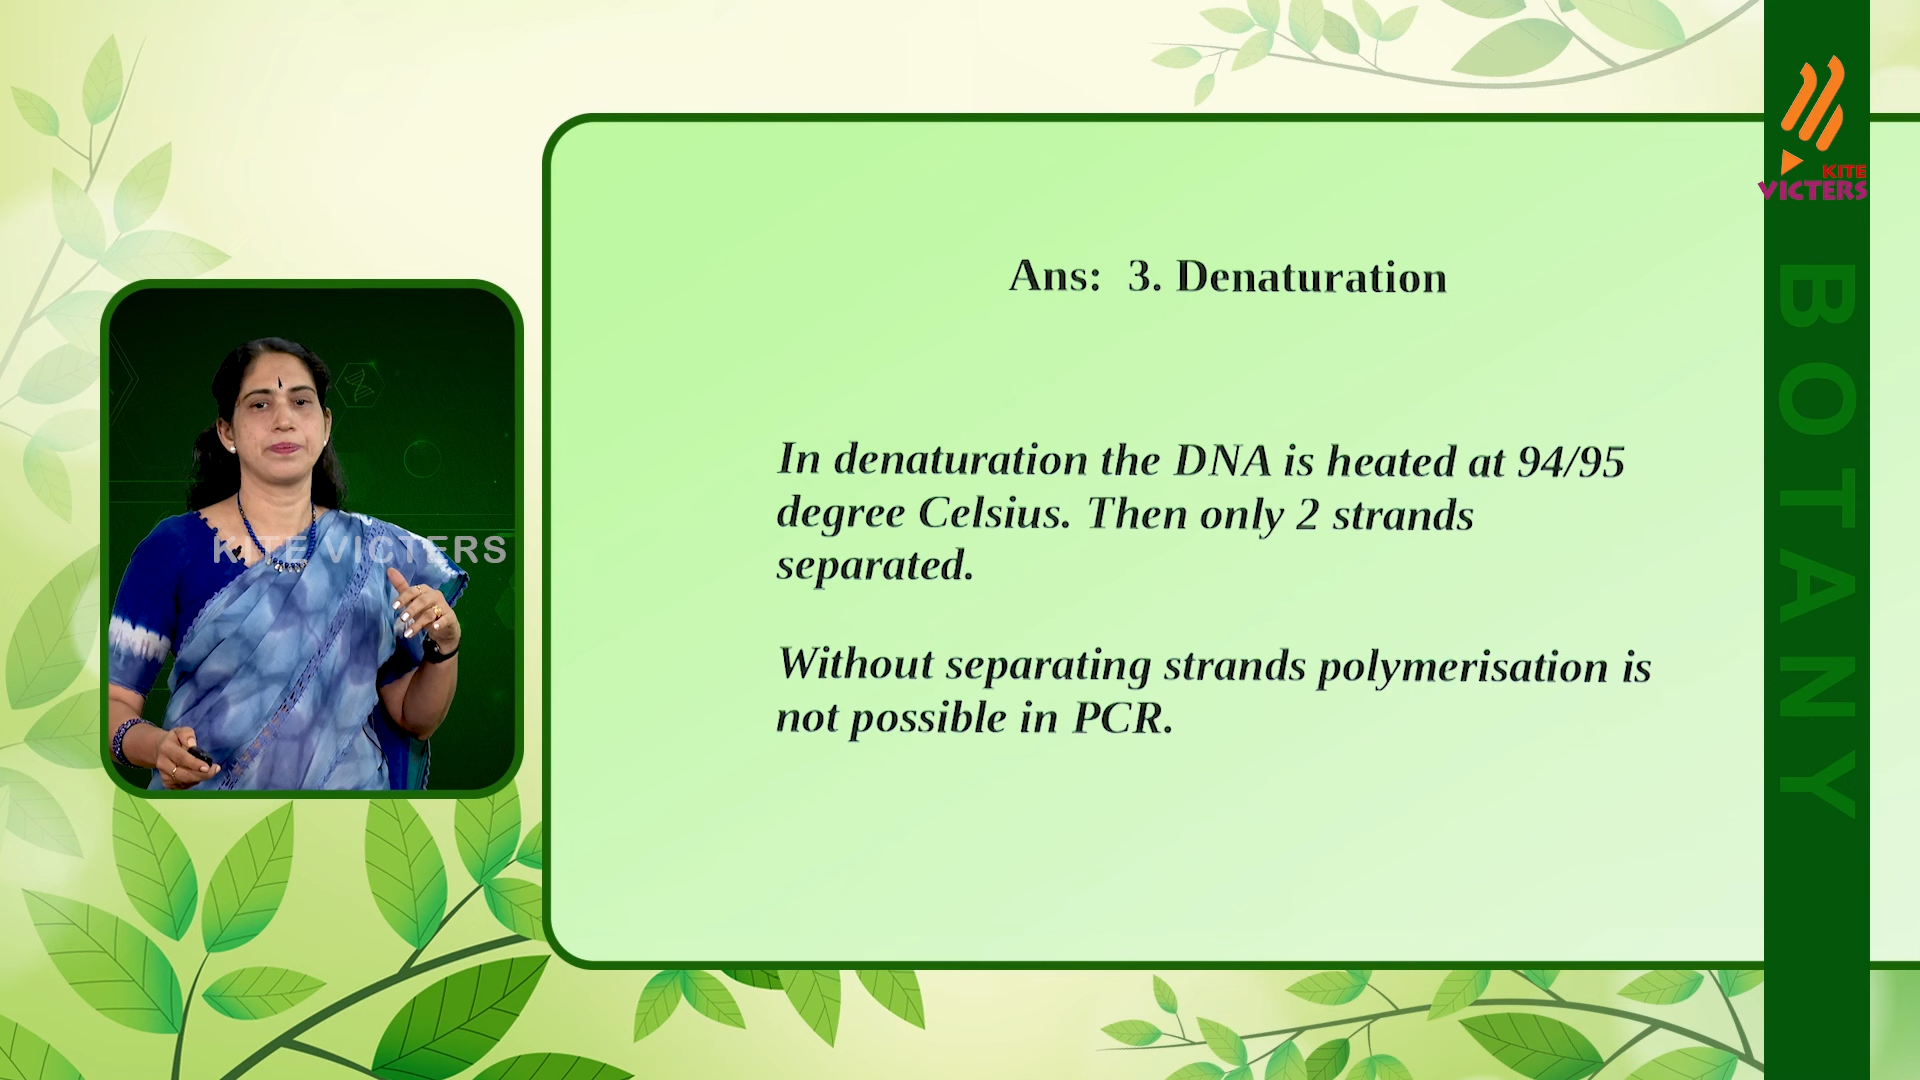 KITE
VICTERS
Ans: 3. Denaturation
In denaturation the DNA is heated at 94/95
degree Celsius. Then only 2 strands
separated.
Without separating strands polymerisation is
not possible in PCR.
KITE VICTERS
BOTANY